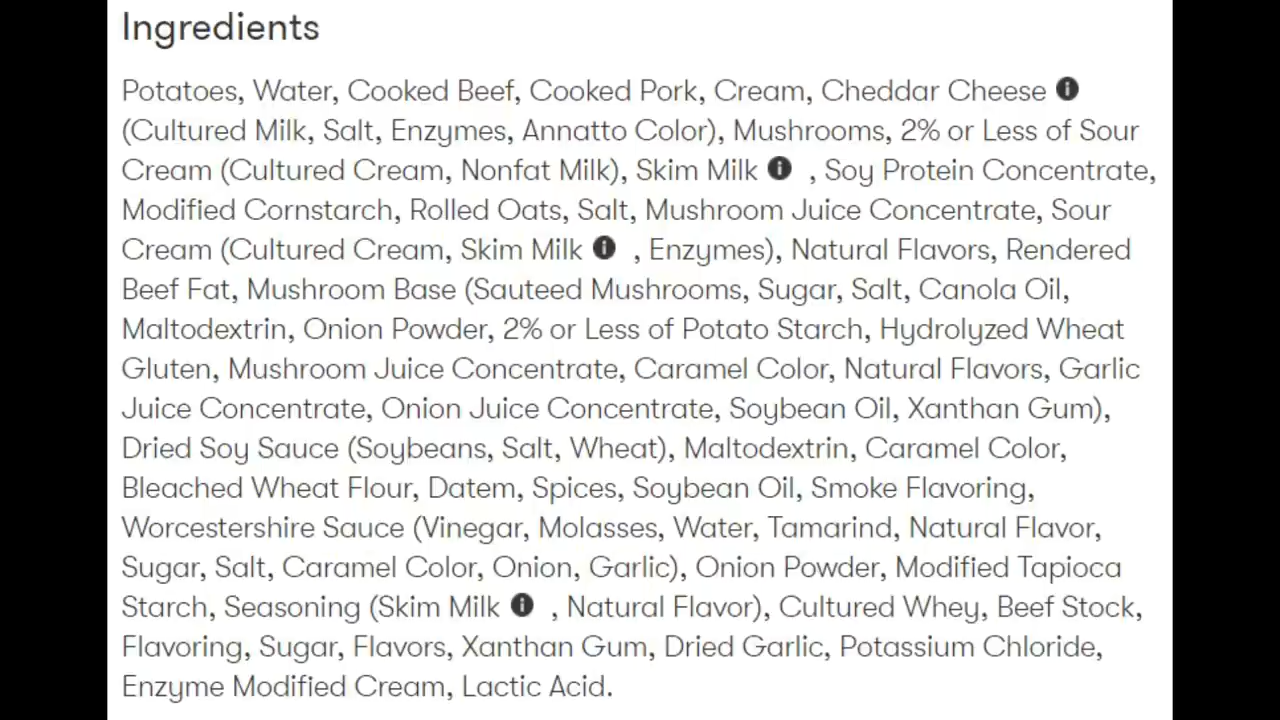 Ingredients
Potatoes, Water, Cooked Beef, Cooked Pork, Cream, Cheddar Cheese i
(Cultured Milk, Salt, Enzymes, Annatto Color), Mushrooms, 2% or Less of Sour
Cream (Cultured Cream, Nonfat Milk), Skim Milk i , Soy Protein Concentrate,
Modified Cornstarch, Rolled Oats, Salt, Mushroom Juice Concentrate, Sour
Cream (Cultured Cream, Skim Milk i , Enzymes), Natural Flavors, Rendered
Beef Fat, Mushroom Base (Sauteed Mushrooms, Sugar, Salt, Canola Oil,
Maltodextrin, Onion Powder, 2% or Less of Potato Starch, Hydrolyzed Wheat
Gluten, Mushroom Juice Concentrate, Caramel Color, Natural Flavors, Garlic
Juice Concentrate, Onion Juice Concentrate, Soybean Oil, Xanthan Gum),
Dried Soy Sauce (Soybeans, Salt, Wheat), Maltodextrin, Caramel Color,
Bleached Wheat Flour, Datem, Spices, Soybean Oil, Smoke Flavoring,
Worcestershire Sauce (Vinegar, Molasses, Water, Tamarind, Natural Flavor,
Sugar, Salt, Caramel Color, Onion, Garlic), Onion Powder, Modified Tapioca
Starch, Seasoning (Skim Milk i , Natural Flavor), Cultured Whey, Beef Stock,
Flavoring, Sugar, Flavors, Xanthan Gum, Dried Garlic, Potassium Chloride,
Enzyme Modified Cream, Lactic Acid.